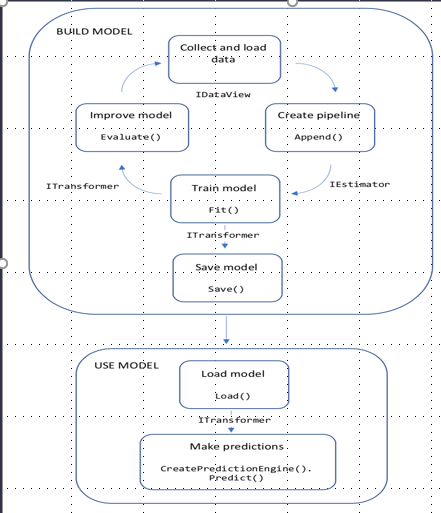 BUILD MODEL
Collect and load
data
IDataView
Improve model
Evaluate()
Create pipeline
Append()
ITransformer
IEstimator
Train model
Fit()
ITransformer
Save model
Save()
USE MODEL
Load model
Load()
ITransformer
Make predictions
CreatePredictionEngine().
Predict()